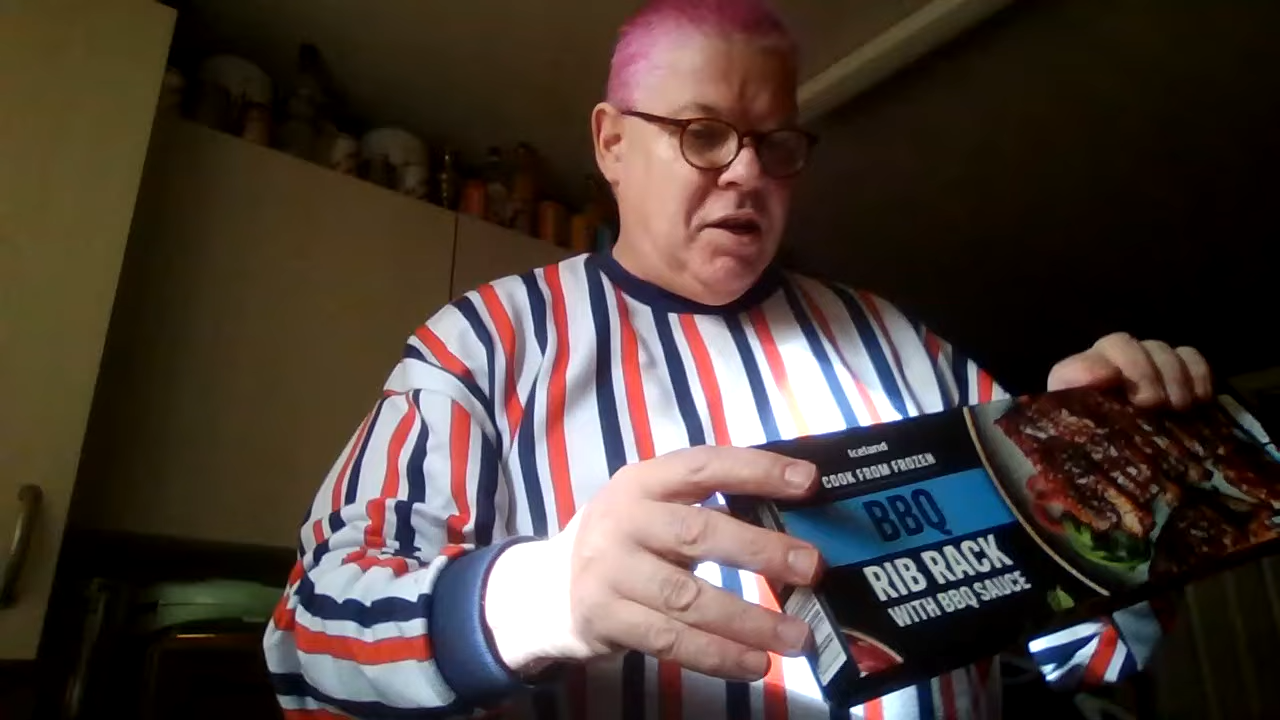 Iceland
COOK FROM FROZEN
BBQ
RIB RACK
WITH BBQ SAUCE